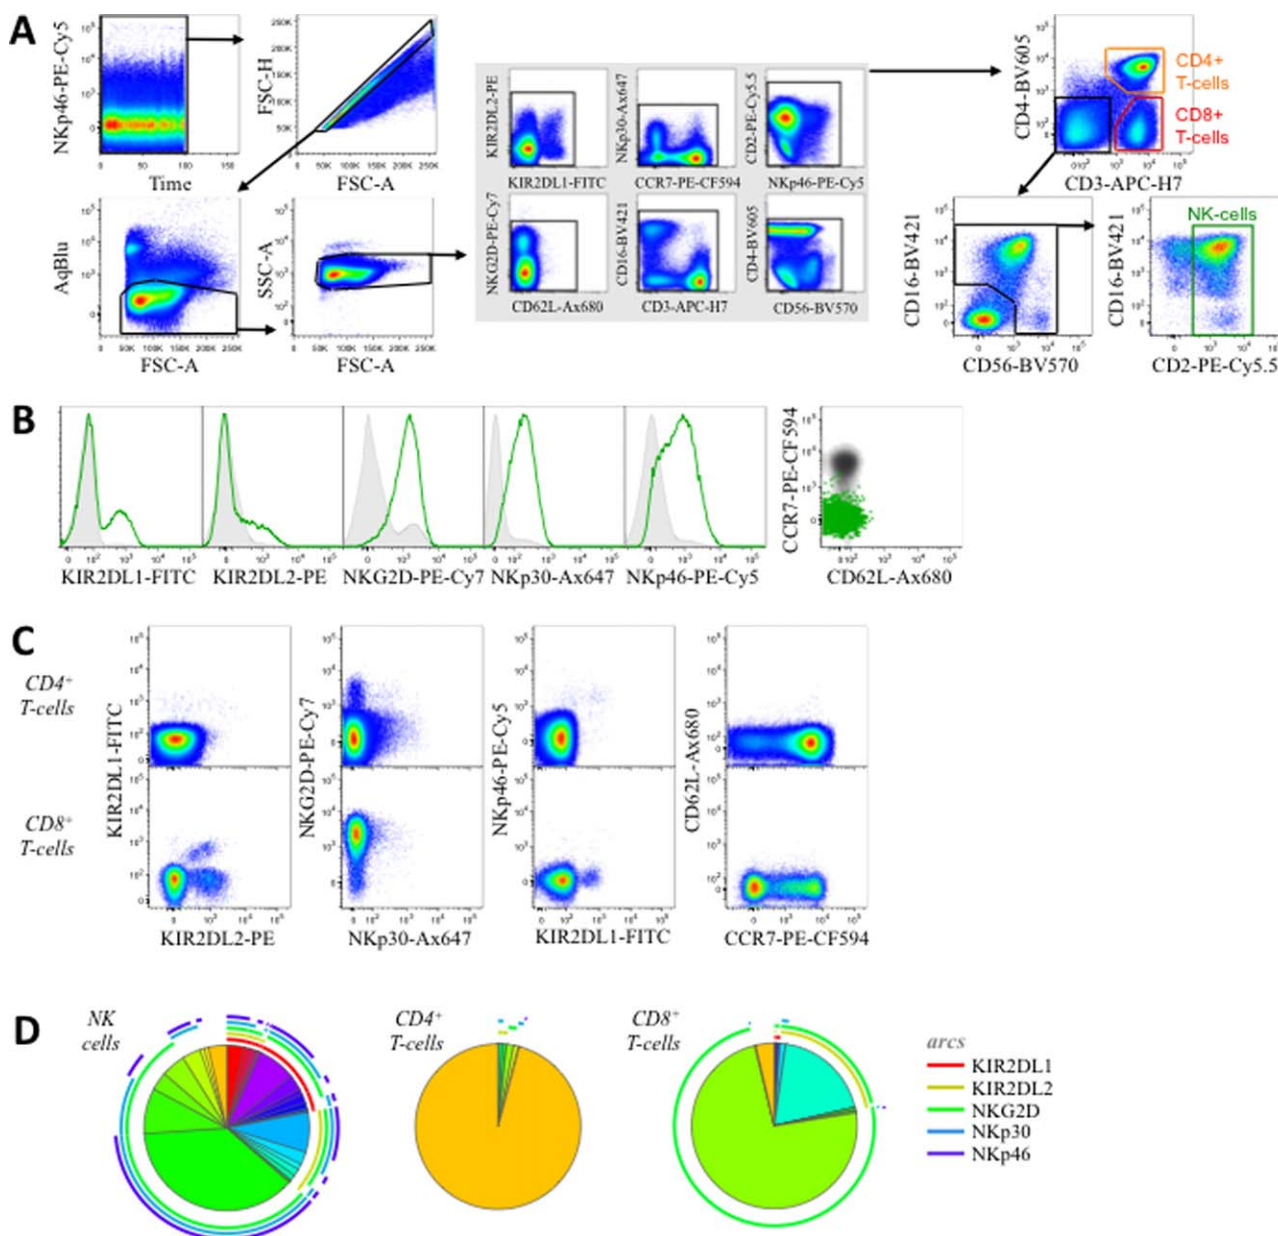 A
NKp46-PE-Cy5
Time
FSC-H
FSC-A
AqBlu
FSC-A
SSC-A
FSC-A
KIR2DL2-PE
KIR2DL1-FITC
NKp30-Ax647
CCR7-PE-CF594
CD2-PE-Cy5.5
NKp46-PE-Cy5
NKG2D-PE-Cy7
CD62L-Ax680
CD16-BV421
CD3-APC-H7
CD4-BV605
CD56-BV570
CD4-BV605
CD4+
T-cells
CD8+
T-cells
CD3-APC-H7
CD16-BV421
CD56-BV570
CD16-BV421
NK-cells
CD2-PE-Cy5.5
B
KIR2DL1-FITC
KIR2DL2-PE
NKG2D-PE-Cy7
NKp30-Ax647
NKp46-PE-Cy5
CCR7-PE-CF594
CD62L-Ax680
C
CD4+
T-cells
CD8+
T-cells
KIR2DL1-FITC
KIR2DL2-PE
NKG2D-PE-Cy7
NKp30-Ax647
NKp46-PE-Cy5
KIR2DL1-FITC
CD62L-Ax680
CCR7-PE-CF594
D
NK
cells
CD4+
T-cells
CD8+
T-cells
arcs
KIR2DL1
KIR2DL2
NKG2D
NKp30
NKp46